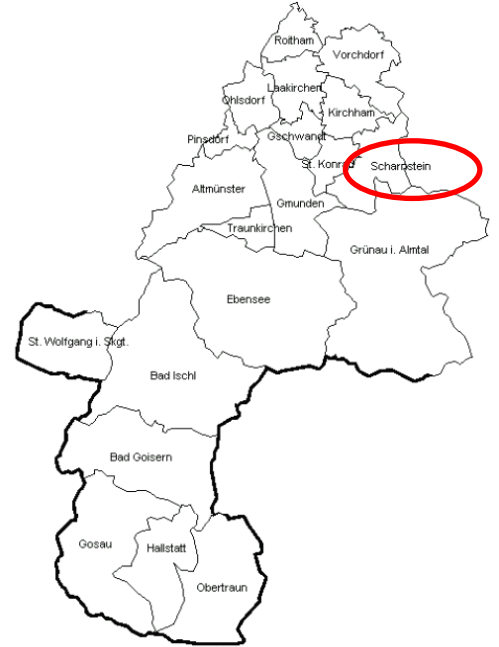 Roitham
Vorchdorf
Laakirchen
Ohlsdorf
Kirchham
Pinsdorf
Gschwandt
St. Konrad
Scharnstein
Altmünster
Gmunden
Traunkirchen
Grünau i. Almtal
Ebensee
St. Wolfgang i. Skgt.
Bad Ischl
Bad Goisern
Gosau
Hallstatt
Obertraun